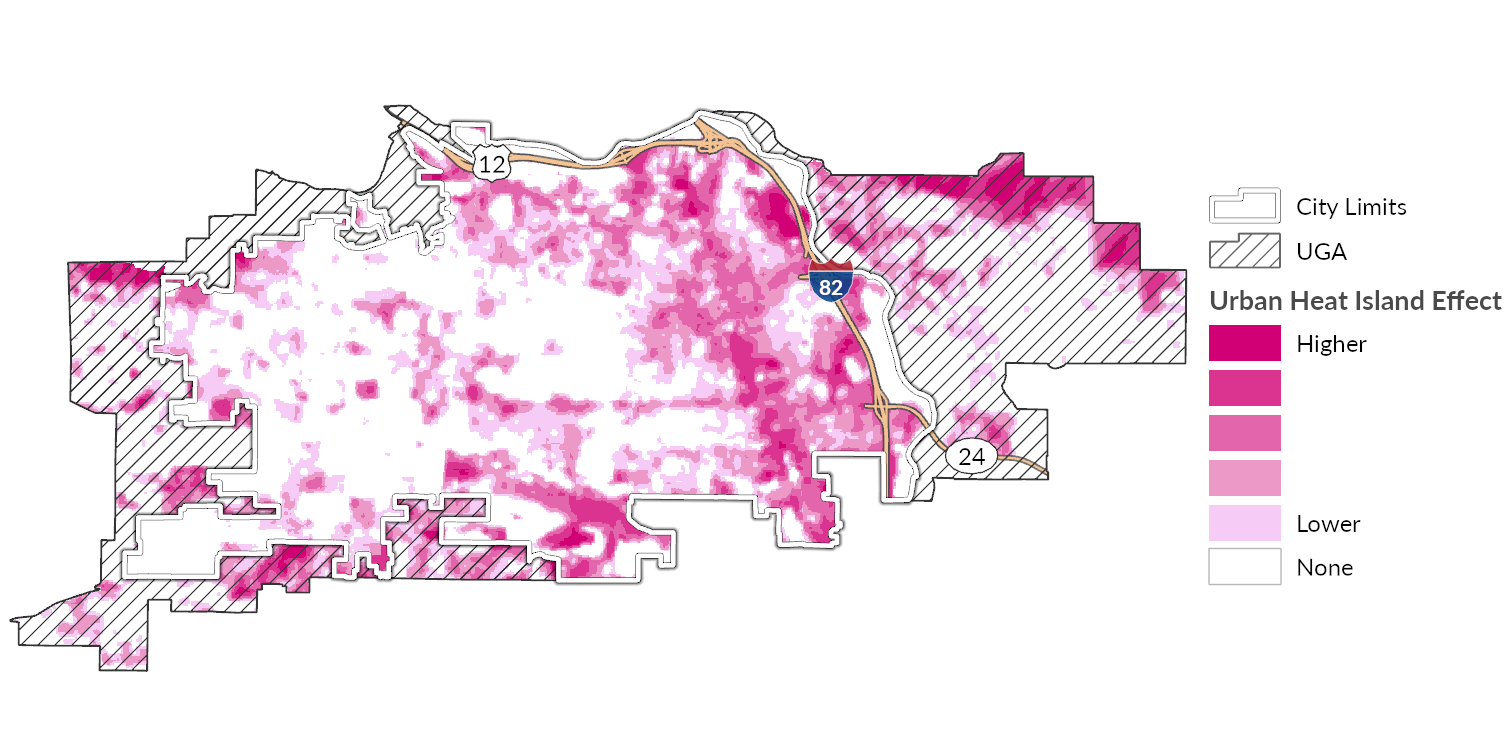 12
82
24
City Limits
UGA
Urban Heat Island Effect
Higher
Lower
None